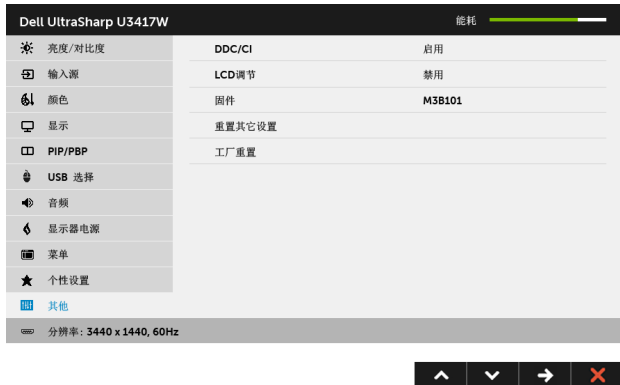 Dell UltraSharp U3417W
能耗
亮度/对比度
DDC/CI 启用
输入源
LCD调节 禁用
颜色
固件 M3B101
显示
重置其它设置
PIP/PBP
工厂重置
USB 选择
音频
显示器电源
菜单
个性设置
其他
分辨率: 3440 x 1440, 60Hz